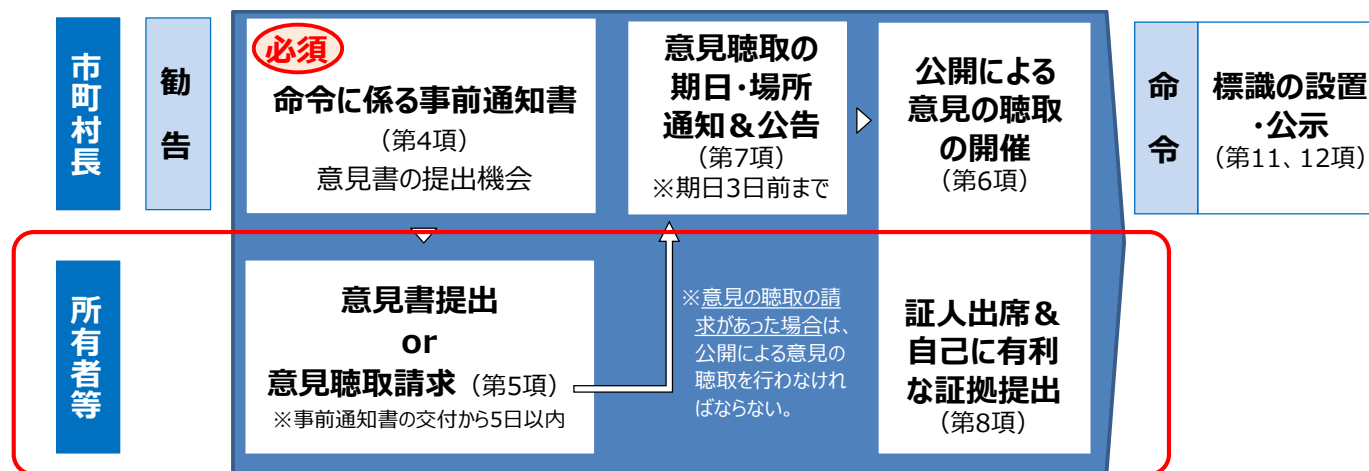 市町村長
勧告
必須
命令に係る事前通知書
（第4項）
意見書の提出機会
意見聴取の
期日・場所
通知＆公告
（第7項）
※期日3日前まで
公開による
意見の聴取
の開催
（第6項）
命令
標識の設置
・公示
（第11、12項）
所有者等
意見書提出
or
意見聴取請求（第5項）
※事前通知書の交付から5日以内
※意見の聴取の請
求があった場合は、
公開による意見の
聴取を行わなけれ
ばならない。
証人出席＆
自己に有利
な証拠提出
（第8項）